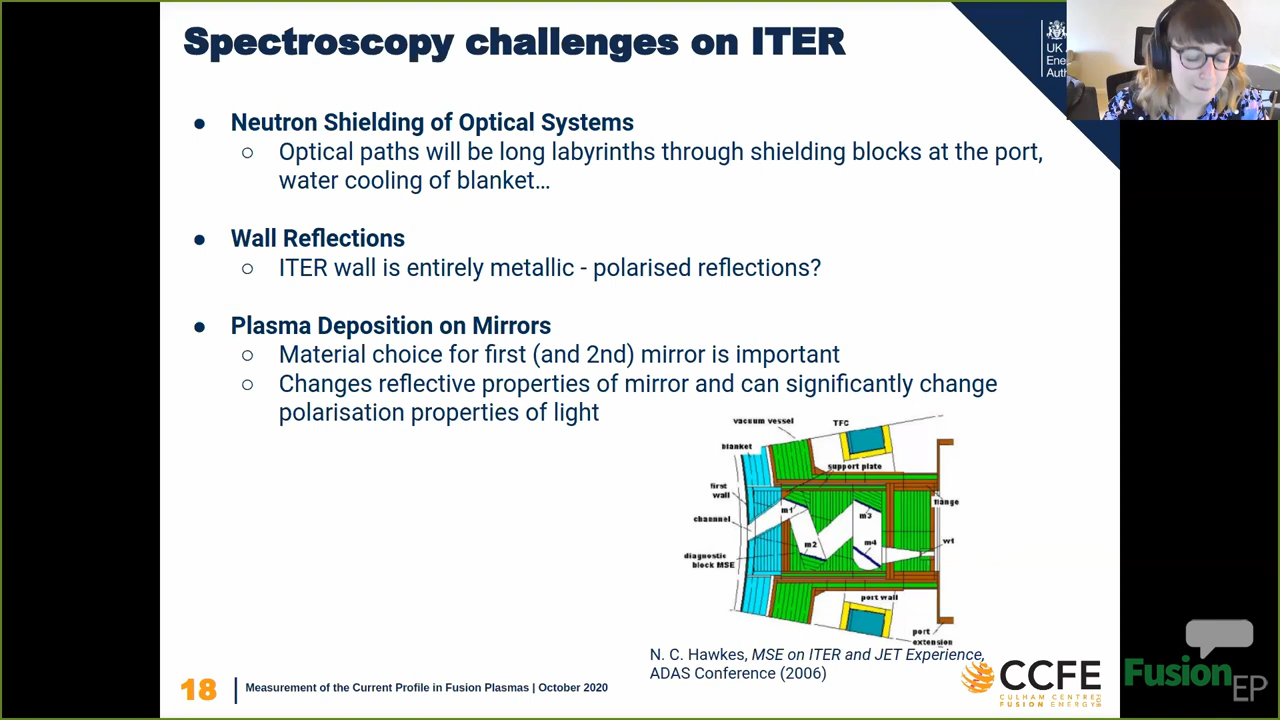 Spectroscopy challenges on ITER
UK
Ene
Auth
● Neutron Shielding of Optical Systems
○ Optical paths will be long labyrinths through shielding blocks at the port,
water cooling of blanket…
● Wall Reflections
○ ITER wall is entirely metallic - polarised reflections?
● Plasma Deposition on Mirrors
○ Material choice for first (and 2nd) mirror is important
○ Changes reflective properties of mirror and can significantly change
polarisation properties of light
vacuum vessel
TFC
blanket
support plate
first
wall
flange
m1
m3
channel
m2
m4
w1
diagnostic
block MSE
port wall
port
extension
N. C. Hawkes, MSE on ITER and JET Experience,
ADAS Conference (2006)
18
Measurement of the Current Profile in Fusion Plasmas | October 2020
CCFE
CULHAM CENTRE
FOR
FUSION ENERGY
Fusion
EP